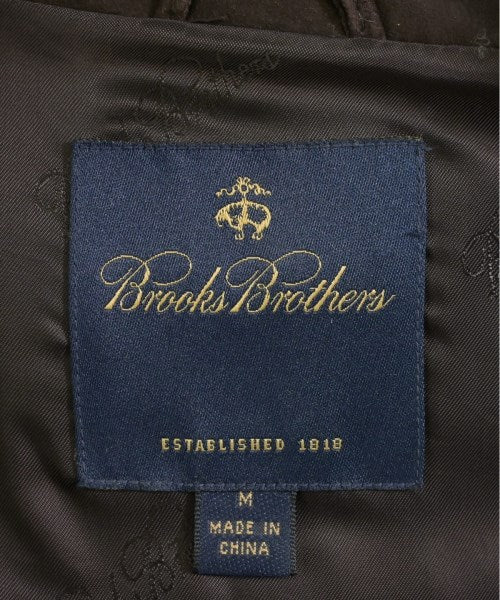 Brooks Brothers
ESTABLISHED 1818
M
MADE IN
CHINA